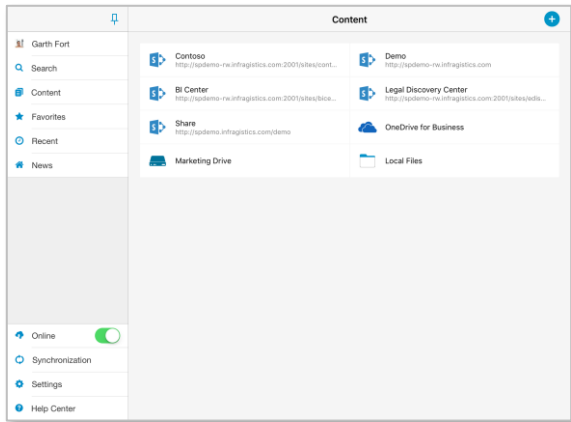 Content
Garth Fort
Search
Content
Favorites
Recent
News
Online
Synchronization
Settings
Help Center
Contoso
http://spdemo-rw.infragistics.com:2001/sites/cont...
Demo
http://spdemo-rw.infragistics.com
BI Center
http://spdemo-rw.infragistics.com:2001/sites/bice...
Legal Discovery Center
http://spdemo-rw.infragistics.com:2001/sites/edis...
Share
http://spdemo.infragistics.com/demo
OneDrive for Business
Marketing Drive
Local Files